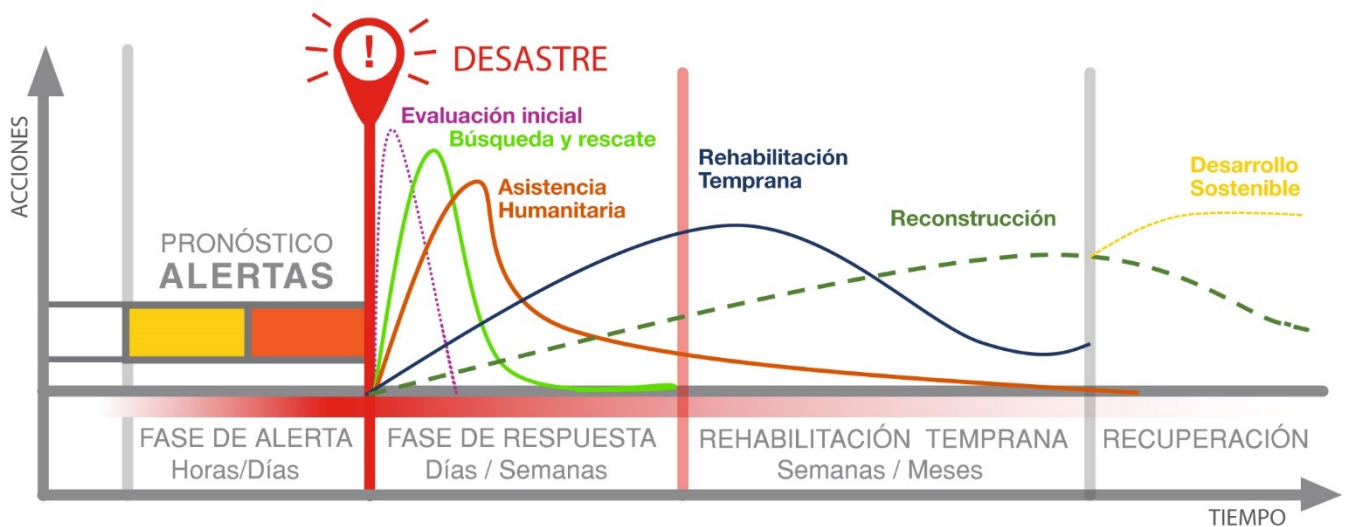 !
DESASTRE
ACCIONES
Evaluación inicial
Búsqueda y rescate
Asistencia
Humanitaria
Rehabilitación
Temprana
Reconstrucción
Desarrollo
Sostenible
PRONÓSTICO
ALERTAS
FASE DE ALERTA
Horas/Días
FASE DE RESPUESTA
Días / Semanas
REHABILITACIÓN TEMPRANA
Semanas / Meses
RECUPERACIÓN
TIEMPO